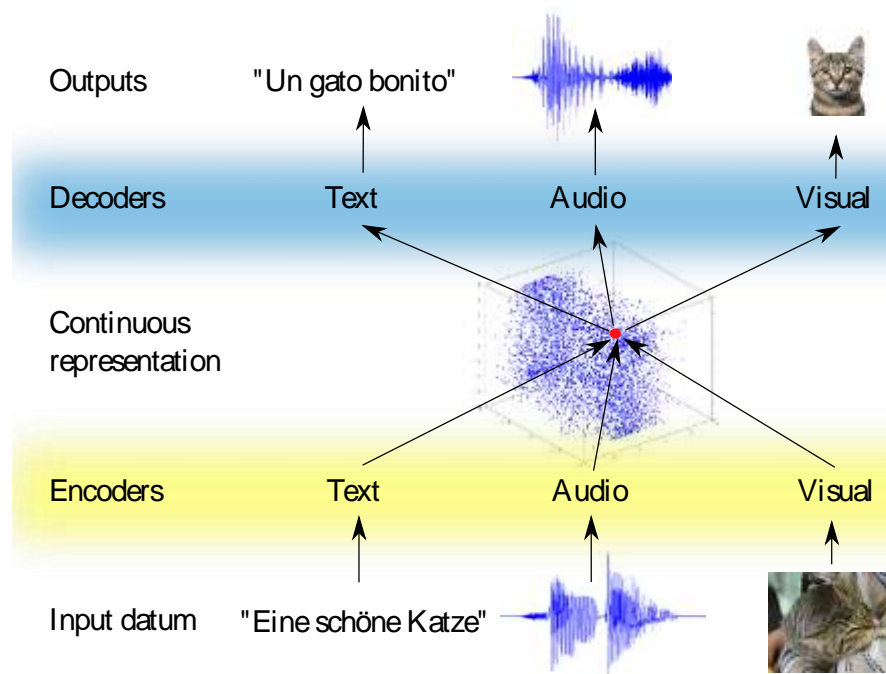 Outputs
"Un gato bonito"
Decoders
Text
Audio
Visual
Continuous
representation
Encoders
Text
Audio
Visual
Input datum
"Eine schöne Katze"